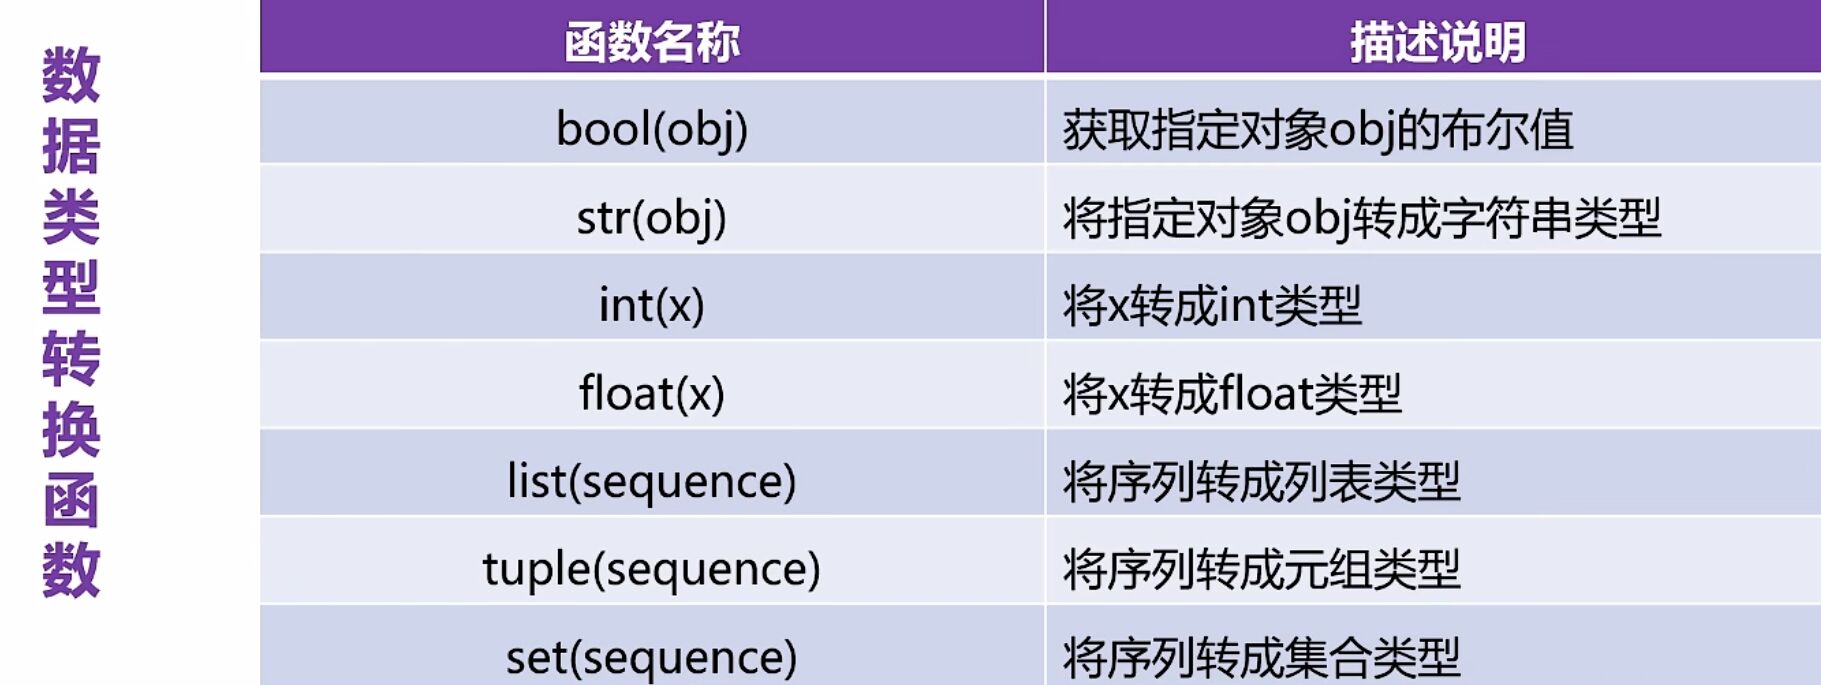 数据类型转换函数
函数名称 描述说明
bool(obj) 获取指定对象obj的布尔值
str(obj) 将指定对象obj转成字符串类型
int(x) 将x转成int类型
float(x) 将x转成float类型
list(sequence) 将序列转成列表类型
tuple(sequence) 将序列转成元组类型
set(sequence) 将序列转成集合类型